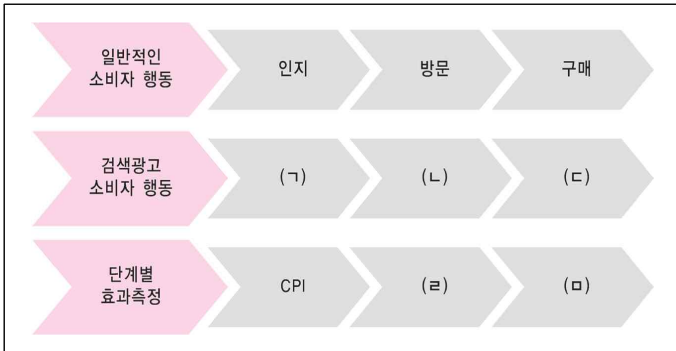 일반적인
소비자 행동
인지
방문
구매
검색광고
소비자 행동
(ㄱ)
(ㄴ)
(ㄷ)
단계별
효과측정
CPI
(ㄹ)
(ㅁ)